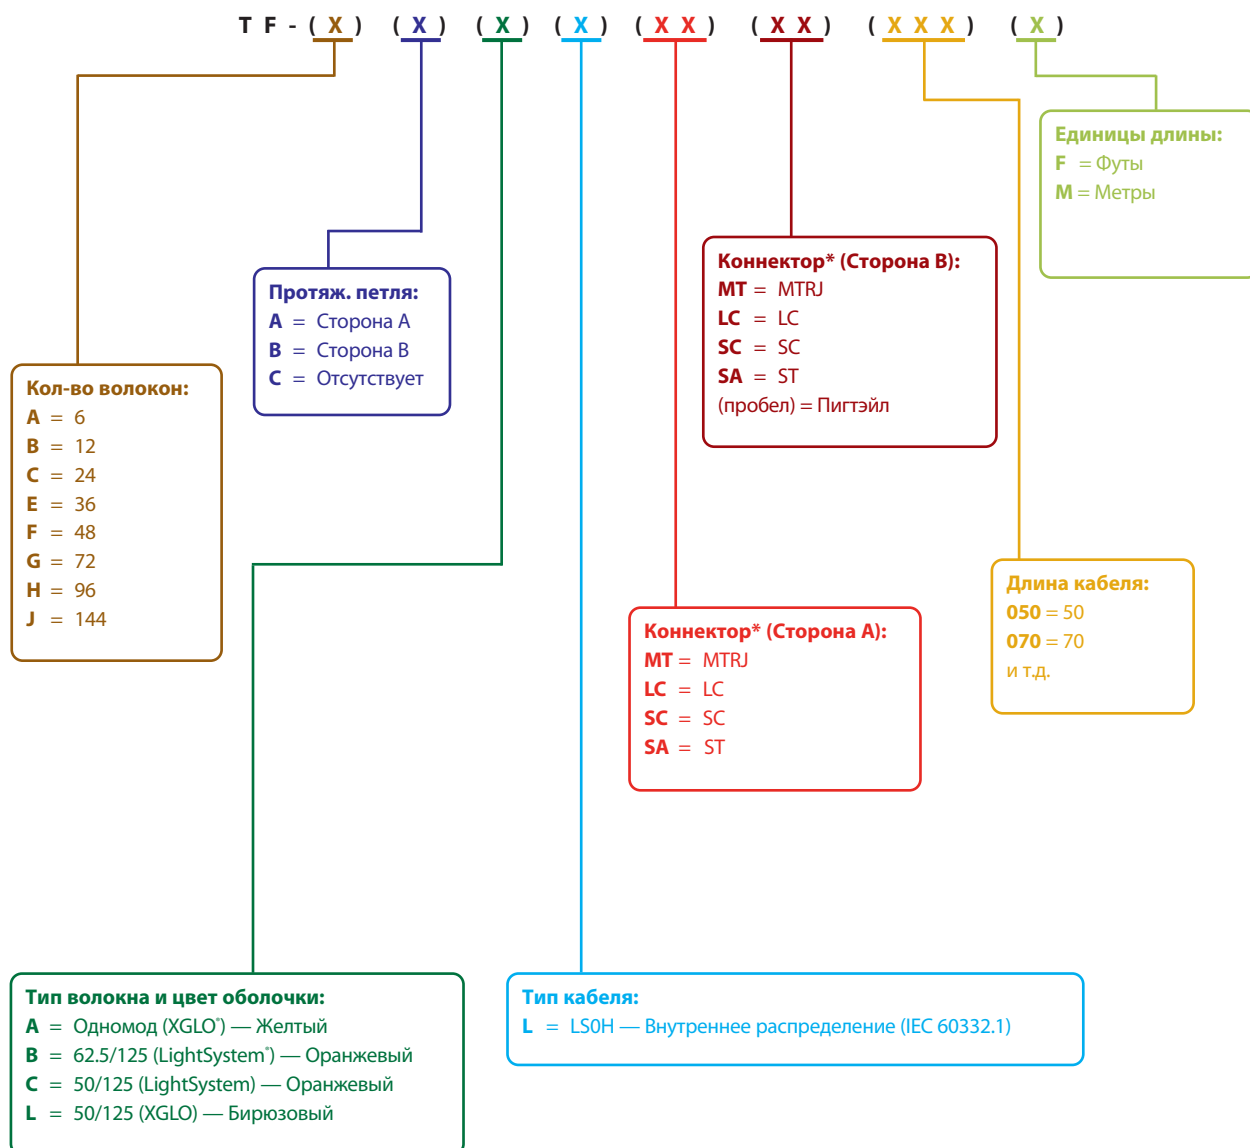 TF-(X) (X) (X) (X) (XX) (XX) (XXX) (X)
Единицы длины:
F = Футы
M = Метры
Коннектор* (Сторона B):
MT = MTRJ
LC = LC
SC = SC
SA = ST
(пробел) = Пигтэйл
Протяж. петля:
A = Сторона A
B = Сторона B
C = Отсутствует
Кол-во волокон:
A = 6
B = 12
C = 24
E = 36
F = 48
G = 72
H = 96
J = 144
Длина кабеля:
050 = 50
070 = 70
и т.д.
Коннектор* (Сторона A):
MT = MTRJ
LC = LC
SC = SC
SA = ST
Тип волокна и цвет оболочки:
A = Одномод (XGLO®) — Желтый
B = 62.5/125 (LightSystem®) — Оранжевый
C = 50/125 (LightSystem) — Оранжевый
L = 50/125 (XGLO) — Бирюзовый
Тип кабеля:
L = LS0H — Внутреннее распределение (IEC 60332.1)